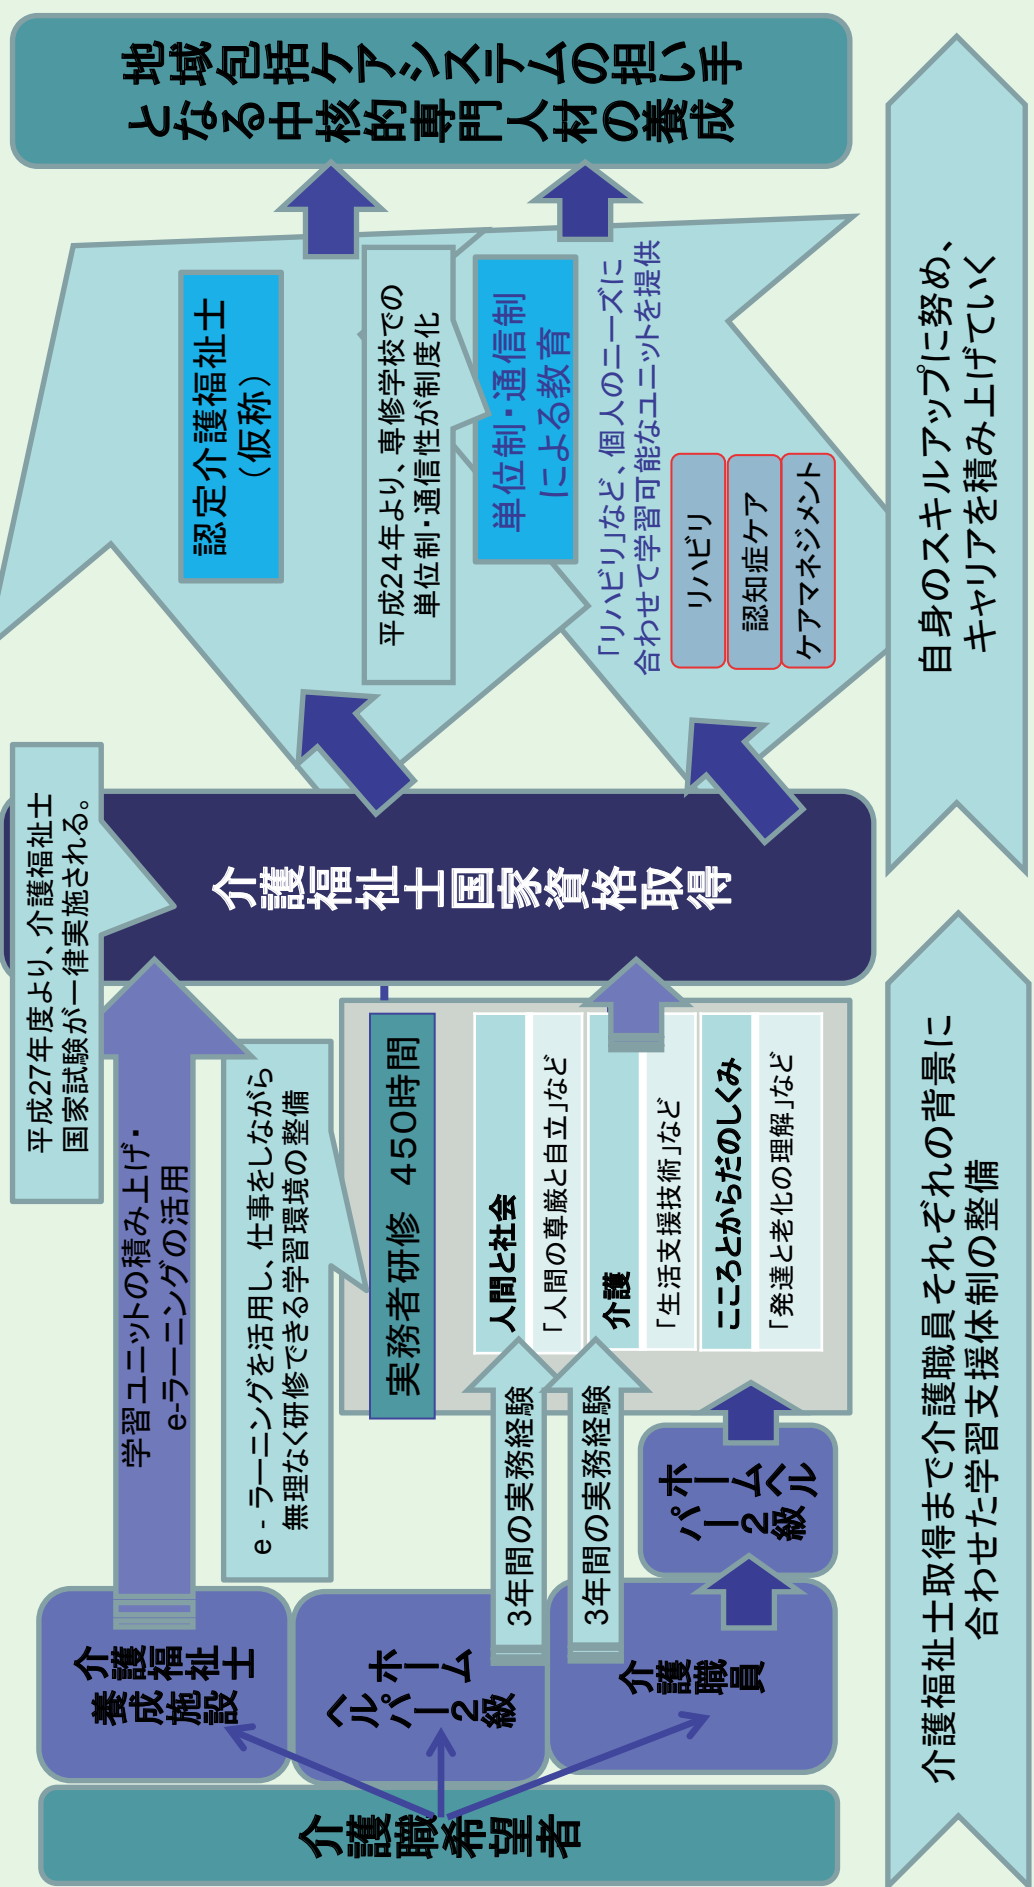 介護職希望者
介護福祉士
養成施設
ホーム
ヘルパー2級
介護職員
ホームヘル
パー2級
学習ユニットの積み上げ・
e-ラーニングの活用
e‐ラーニングを活用し、仕事をしながら
無理なく研修できる学習環境の整備
3年間の実務経験
3年間の実務経験
実務者研修　450時間
人間と社会
「人間の尊厳と自立」など
介護
「生活支援技術」など
こころとからだのしくみ
「発達と老化の理解」など
平成27年度より、介護福祉士
国家試験が一律実施される。
介護福祉士国家資格取得
認定介護福祉士
（仮称）
平成24年より、専修学校での
単位制・通信性が制度化
単位制・通信制
による教育
「リハビリ」など、個人のニーズに
合わせて学習可能なユニットを提供
リハビリ
認知症ケア
ケアマネジメント
地域包括ケアシステムの担い手
となる中核的専門人材の養成
介護福祉士取得まで介護職員それぞれの背景に
合わせた学習支援体制の整備
自身のスキルアップに努め、
キャリアを積み上げていく